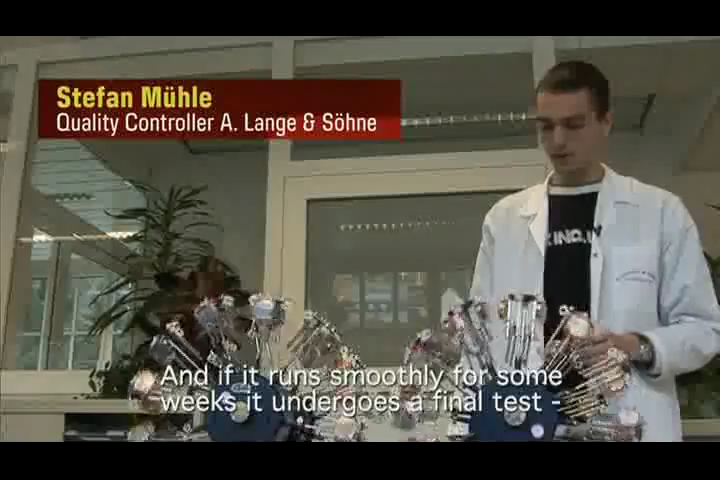 Stefan Mühle
Quality Controller A. Lange & Söhne
And if it runs smoothly for some
weeks it undergoes a final test -